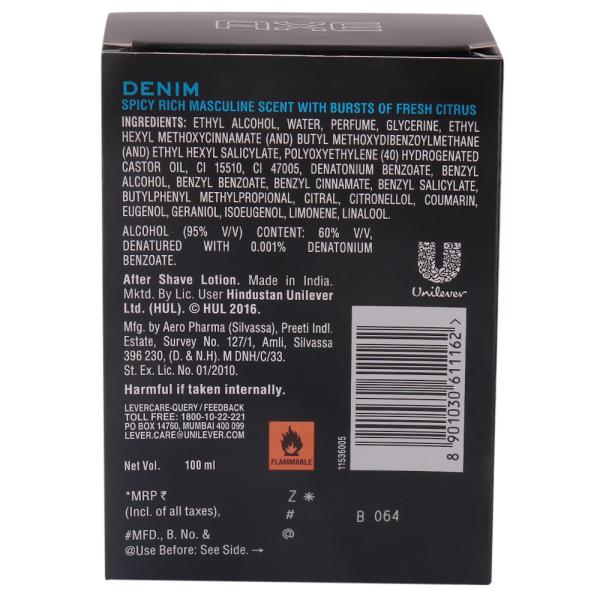 AXE
DENIM
SPICY RICH MASCULINE SCENT WITH BURSTS OF FRESH CITRUS
INGREDIENTS: ETHYL ALCOHOL, WATER, PERFUME, GLYCERINE, ETHYL
HEXYL METHOXYCINNAMATE (AND) BUTYL METHOXYDIBENZOYLMETHANE
(AND) ETHYL HEXYL SALICYLATE, POLYOXYETHYLENE (40) HYDROGENATED
CASTOR OIL, CI 15510, CI 47005, DENATONIUM BENZOATE, BENZYL
ALCOHOL, BENZYL BENZOATE, BENZYL CINNAMATE, BENZYL SALICYLATE,
BUTYLPHENYL METHYLPROPIONAL, CITRAL, CITRONELLOL, COUMARIN,
EUGENOL, GERANIOL, ISOEUGENOL, LIMONENE, LINALOOL.
ALCOHOL (95% V/V) CONTENT: 60% V/V,
DENATURED WITH 0.001% DENATONIUM
BENZOATE.
Unilever
After Shave Lotion. Made in India.
Mktd. By Lic. User Hindustan Unilever
Ltd. (HUL). © HUL 2016.
Mfg. by Aero Pharma (Silvassa), Preeti Indl.
Estate, Survey No. 127/1, Amli, Silvassa
396 230, (D. & N.H). M DNH/C/33.
St. Ex. Lic. No. 01/2010.
Harmful if taken internally.
LEVERCARE-QUERY / FEEDBACK
TOLL FREE: 1800-10-22-221
PO BOX 14760, MUMBAI 400 099
LEVER.CARE@UNILEVER.COM
FLAMMABLE
11536005
8 901030 611162 >
Net Vol. 100 ml
*MRP ₹ Z *
(Incl. of all taxes), # B 064
#MFD., B. No. & @
@Use Before: See Side. →